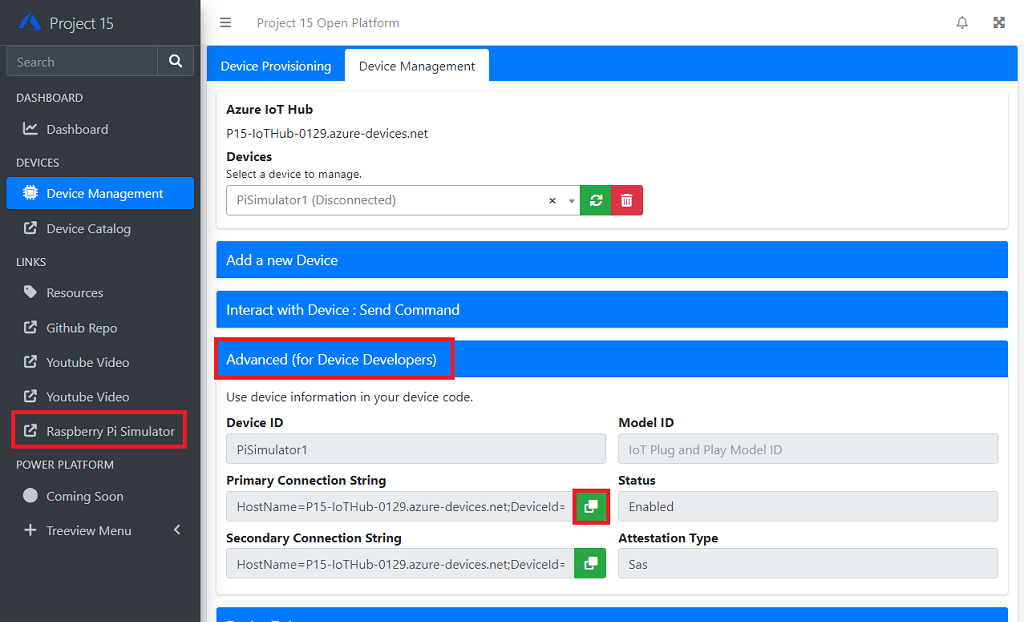 Project 15
Search
DASHBOARD
Dashboard
DEVICES
Device Management
Device Catalog
LINKS
Resources
Github Repo
Youtube Video
Youtube Video
Raspberry Pi Simulator
POWER PLATFORM
Coming Soon
Treeview Menu
Project 15 Open Platform
Device Provisioning
Device Management
Azure IoT Hub
P15-IoTHub-0129.azure-devices.net
Devices
Select a device to manage.
PiSimulator1 (Disconnected)
Add a new Device
Interact with Device : Send Command
Advanced (for Device Developers)
Use device information in your device code.
Device ID
Model ID
PiSimulator1
IoT Plug and Play Model ID
Primary Connection String
Status
HostName=P15-IoTHub-0129.azure-devices.net;DeviceId=
Enabled
Secondary Connection String
Attestation Type
HostName=P15-IoTHub-0129.azure-devices.net;DeviceId=
Sas